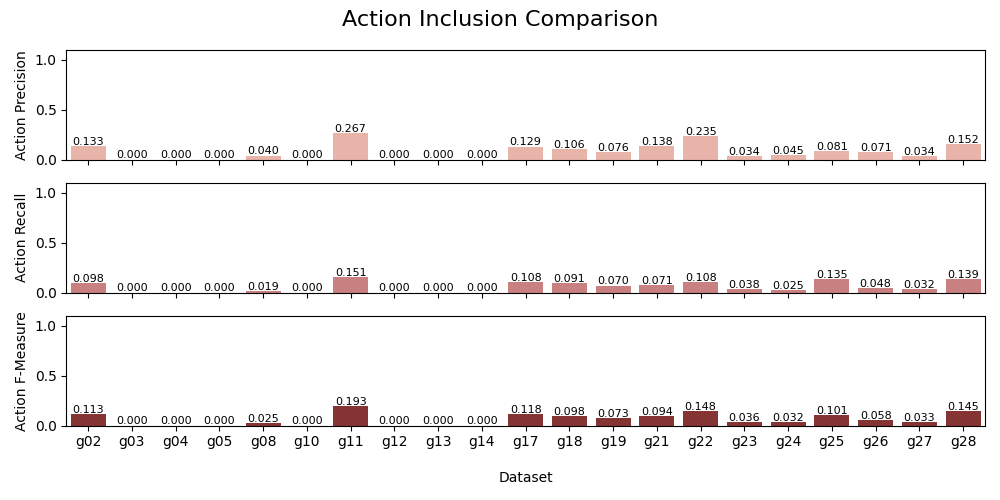 Action Inclusion Comparison
Action Precision
1.0
0.5
0.0
0.133 0.000 0.000 0.000 0.040 0.000 0.267 0.000 0.000 0.000 0.129 0.106 0.076 0.138 0.235 0.034 0.045 0.081 0.071 0.034 0.152
Action Recall
1.0
0.5
0.0
0.098 0.000 0.000 0.000 0.019 0.000 0.151 0.000 0.000 0.000 0.108 0.091 0.070 0.071 0.108 0.038 0.025 0.135 0.048 0.032 0.139
Action F-Measure
1.0
0.5
0.0
0.113 0.000 0.000 0.000 0.025 0.000 0.193 0.000 0.000 0.000 0.118 0.098 0.073 0.094 0.148 0.036 0.032 0.101 0.058 0.033 0.145
g02 g03 g04 g05 g08 g10 g11 g12 g13 g14 g17 g18 g19 g21 g22 g23 g24 g25 g26 g27 g28
Dataset